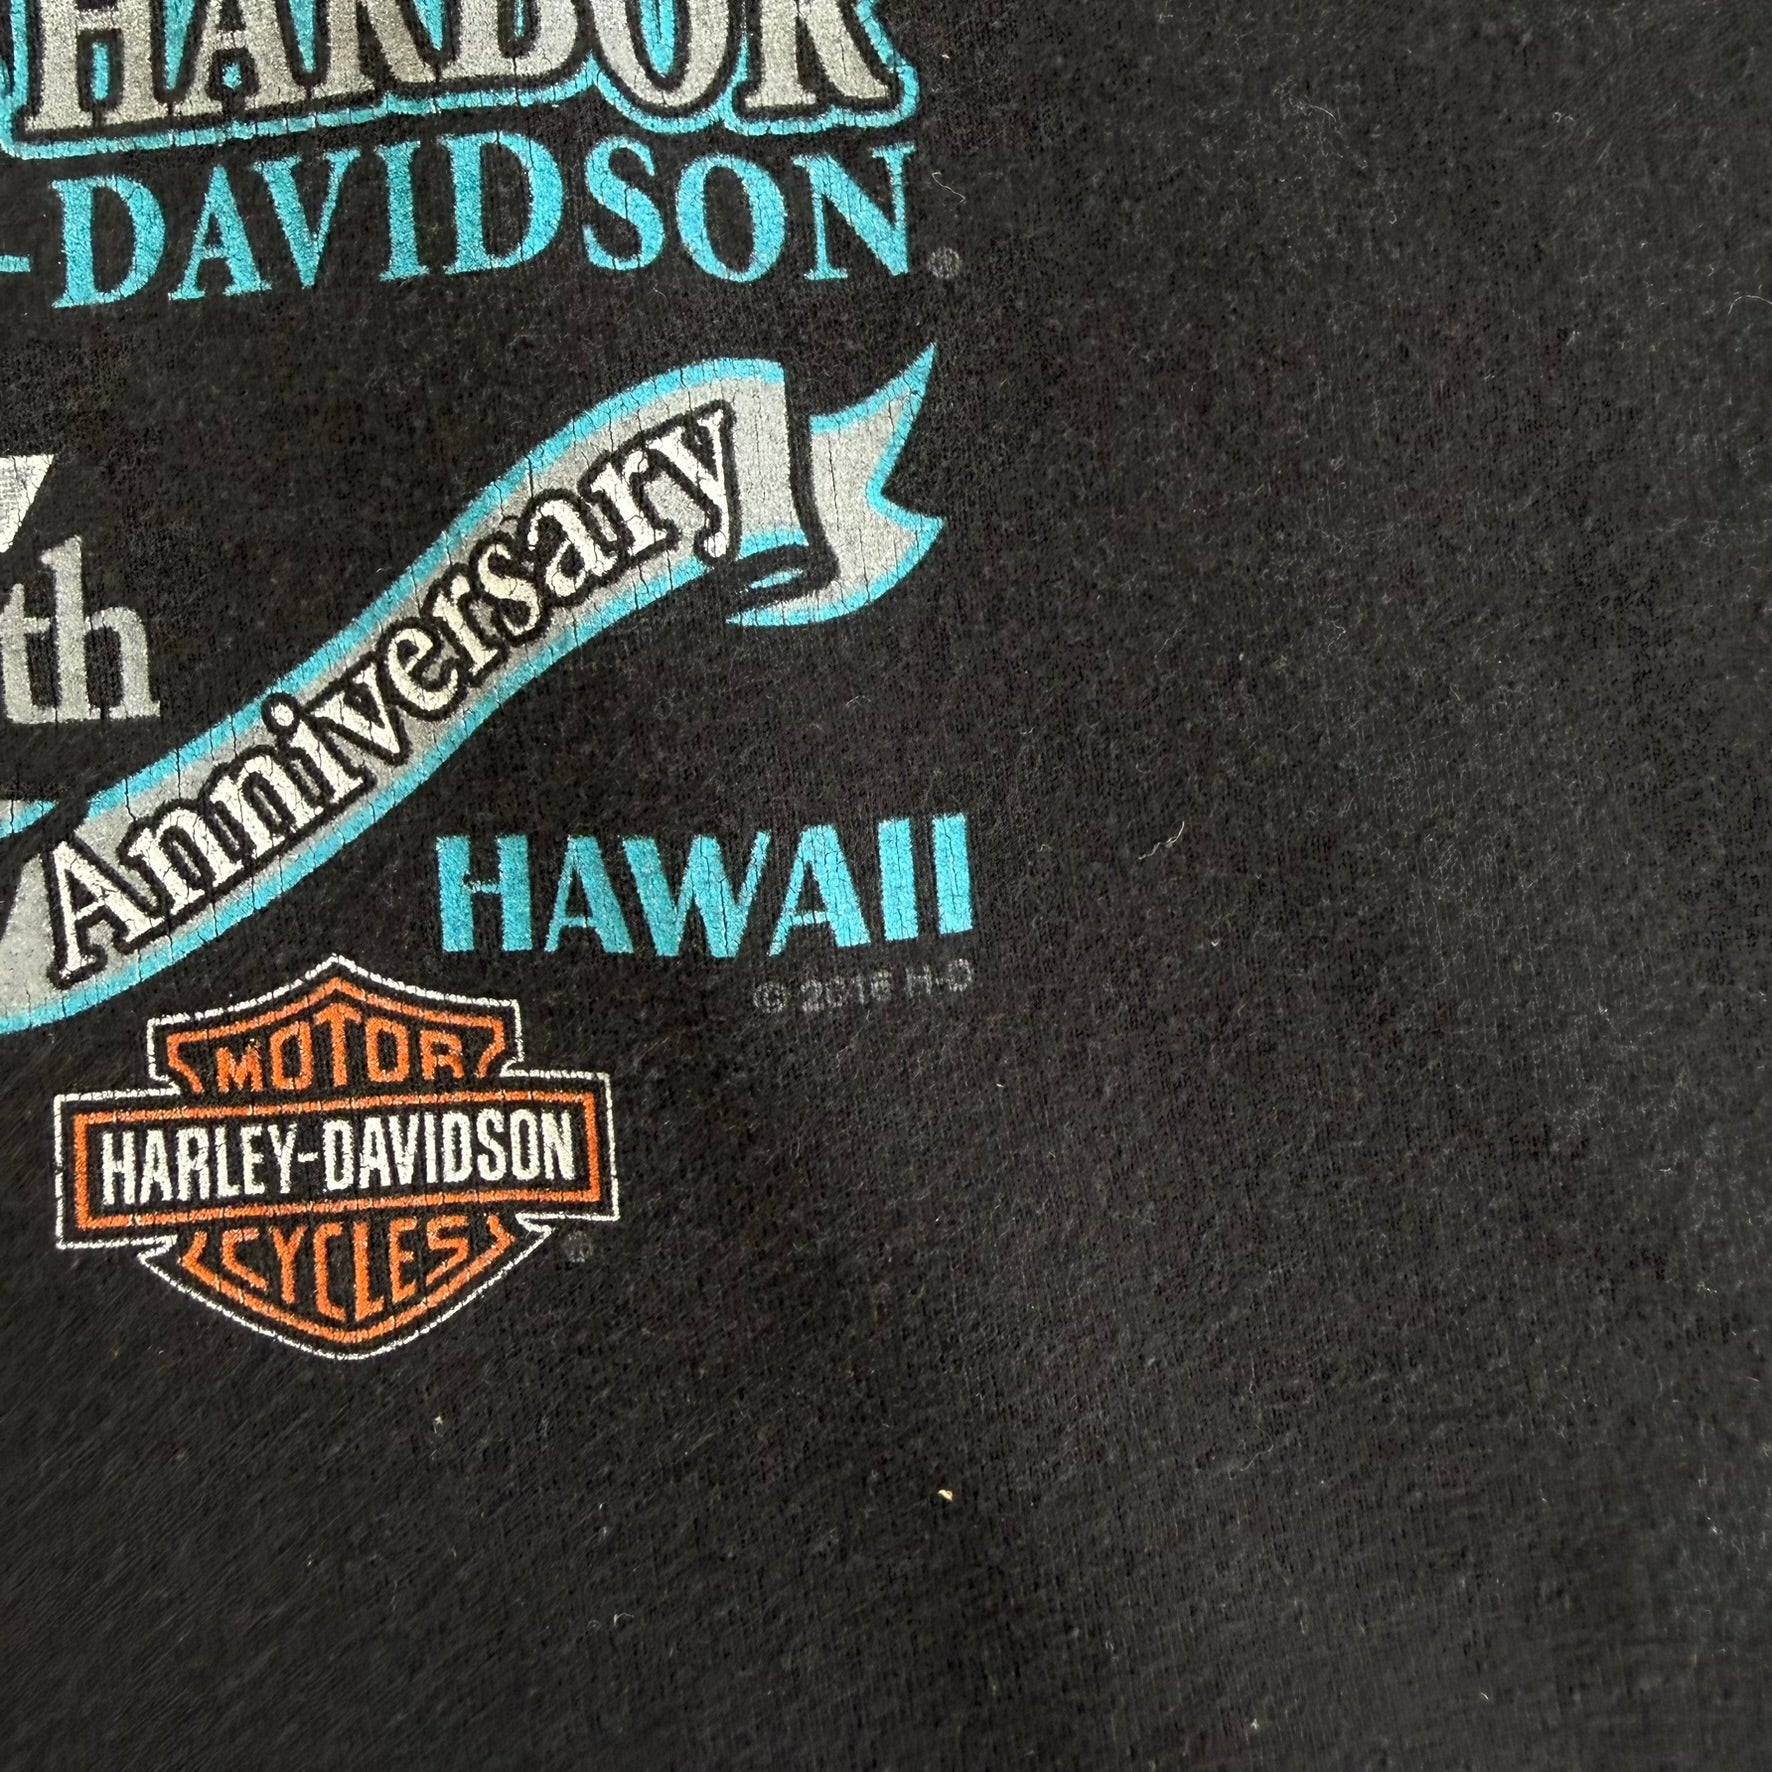 HARBOR
-DAVIDSON®
th
Anniversary
HAWAII
© 2016 H-D
MOTOR
HARLEY-DAVIDSON
CYCLES
®